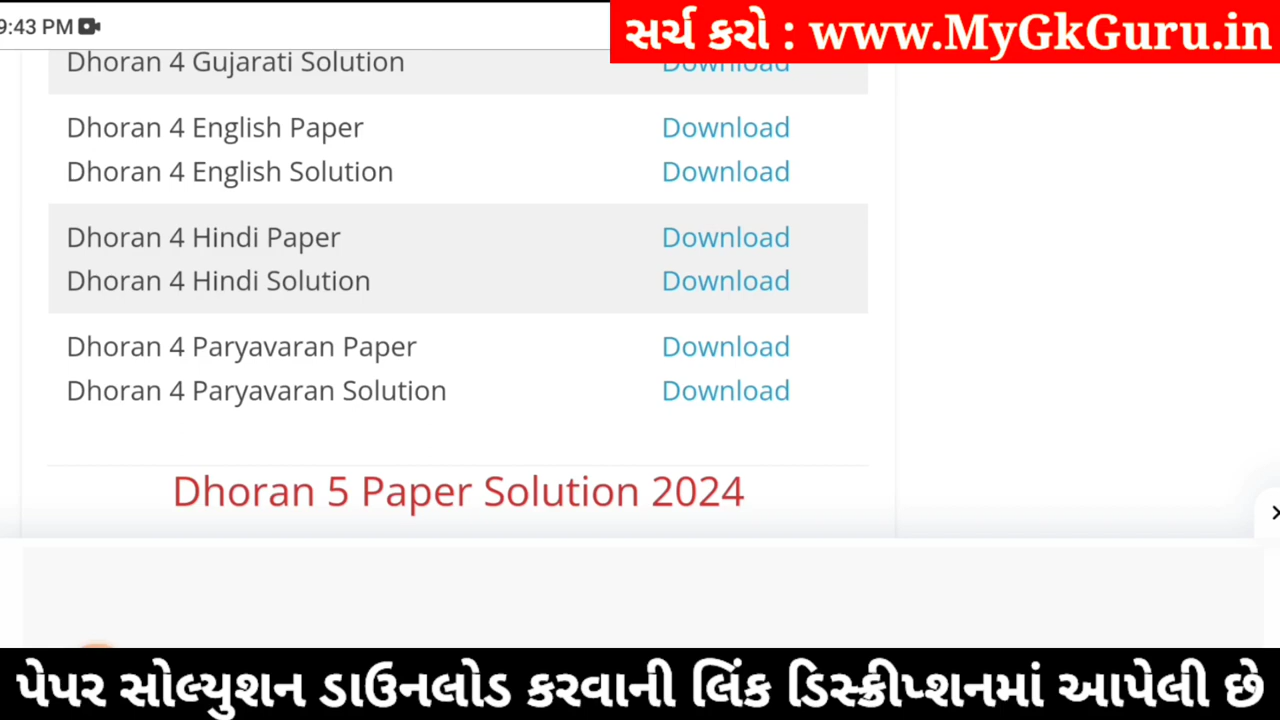 9:43 PM
સર્ચ કરો : www.MyGkGuru.in
Dhoran 4 Gujarati Solution Download
Dhoran 4 English Paper Download
Dhoran 4 English Solution Download
Dhoran 4 Hindi Paper Download
Dhoran 4 Hindi Solution Download
Dhoran 4 Paryavaran Paper Download
Dhoran 4 Paryavaran Solution Download
Dhoran 5 Paper Solution 2024
પેપર સોલ્યુશન ડાઉનલોડ કરવાની લિંક ડિસ્ક્રીપ્શનમાં આપેલી છે